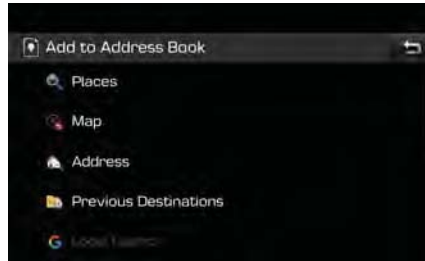 Add to Address Book
Places
Map
Address
Previous Destinations